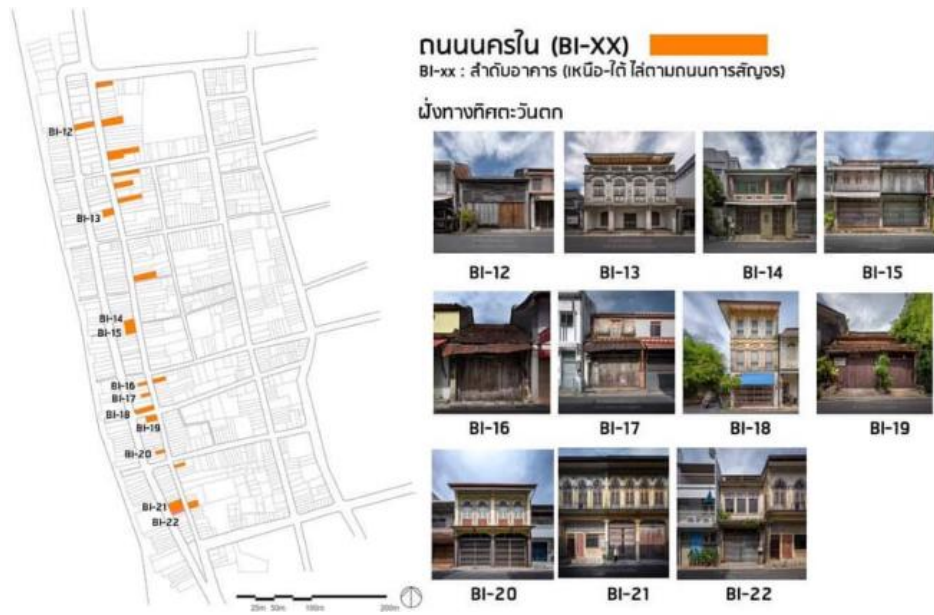 ถนนนครใน (BI-XX)
BI-xx : ลำดับอาคาร (เหนือ-ใต้ ไล่ตามถนนการสัญจร)
ฝั่งทางทิศตะวันตก
BI-12 BI-13 BI-14 BI-15
BI-16 BI-17 BI-18 BI-19
BI-20 BI-21 BI-22
BI-12
BI-13
BI-14
BI-15
BI-16
BI-17
BI-18
BI-19
BI-20
BI-21
BI-22
25m 50m 100m 200m